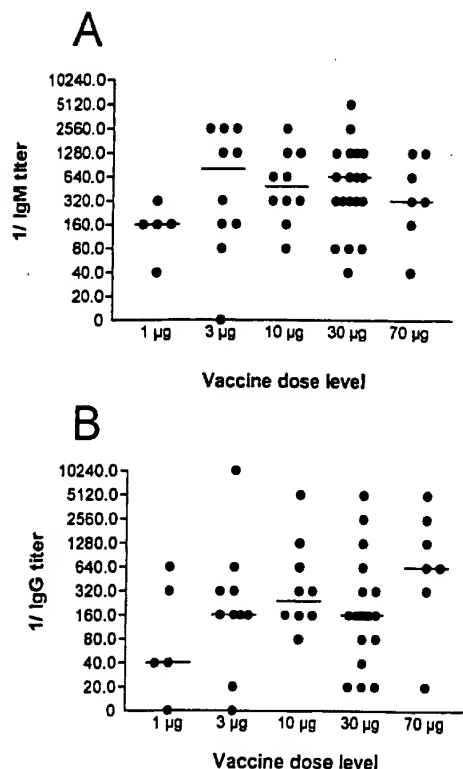 A
1/ IgM titer
10240.0
5120.0
2560.0
1280.0
640.0
320.0
160.0
80.0
40.0
20.0
0
1 µg 3 µg 10 µg 30 µg 70 µg
Vaccine dose level
B
1/ IgG titer
10240.0
5120.0
2560.0
1280.0
640.0
320.0
160.0
80.0
40.0
20.0
0
1 µg 3 µg 10 µg 30 µg 70 µg
Vaccine dose level